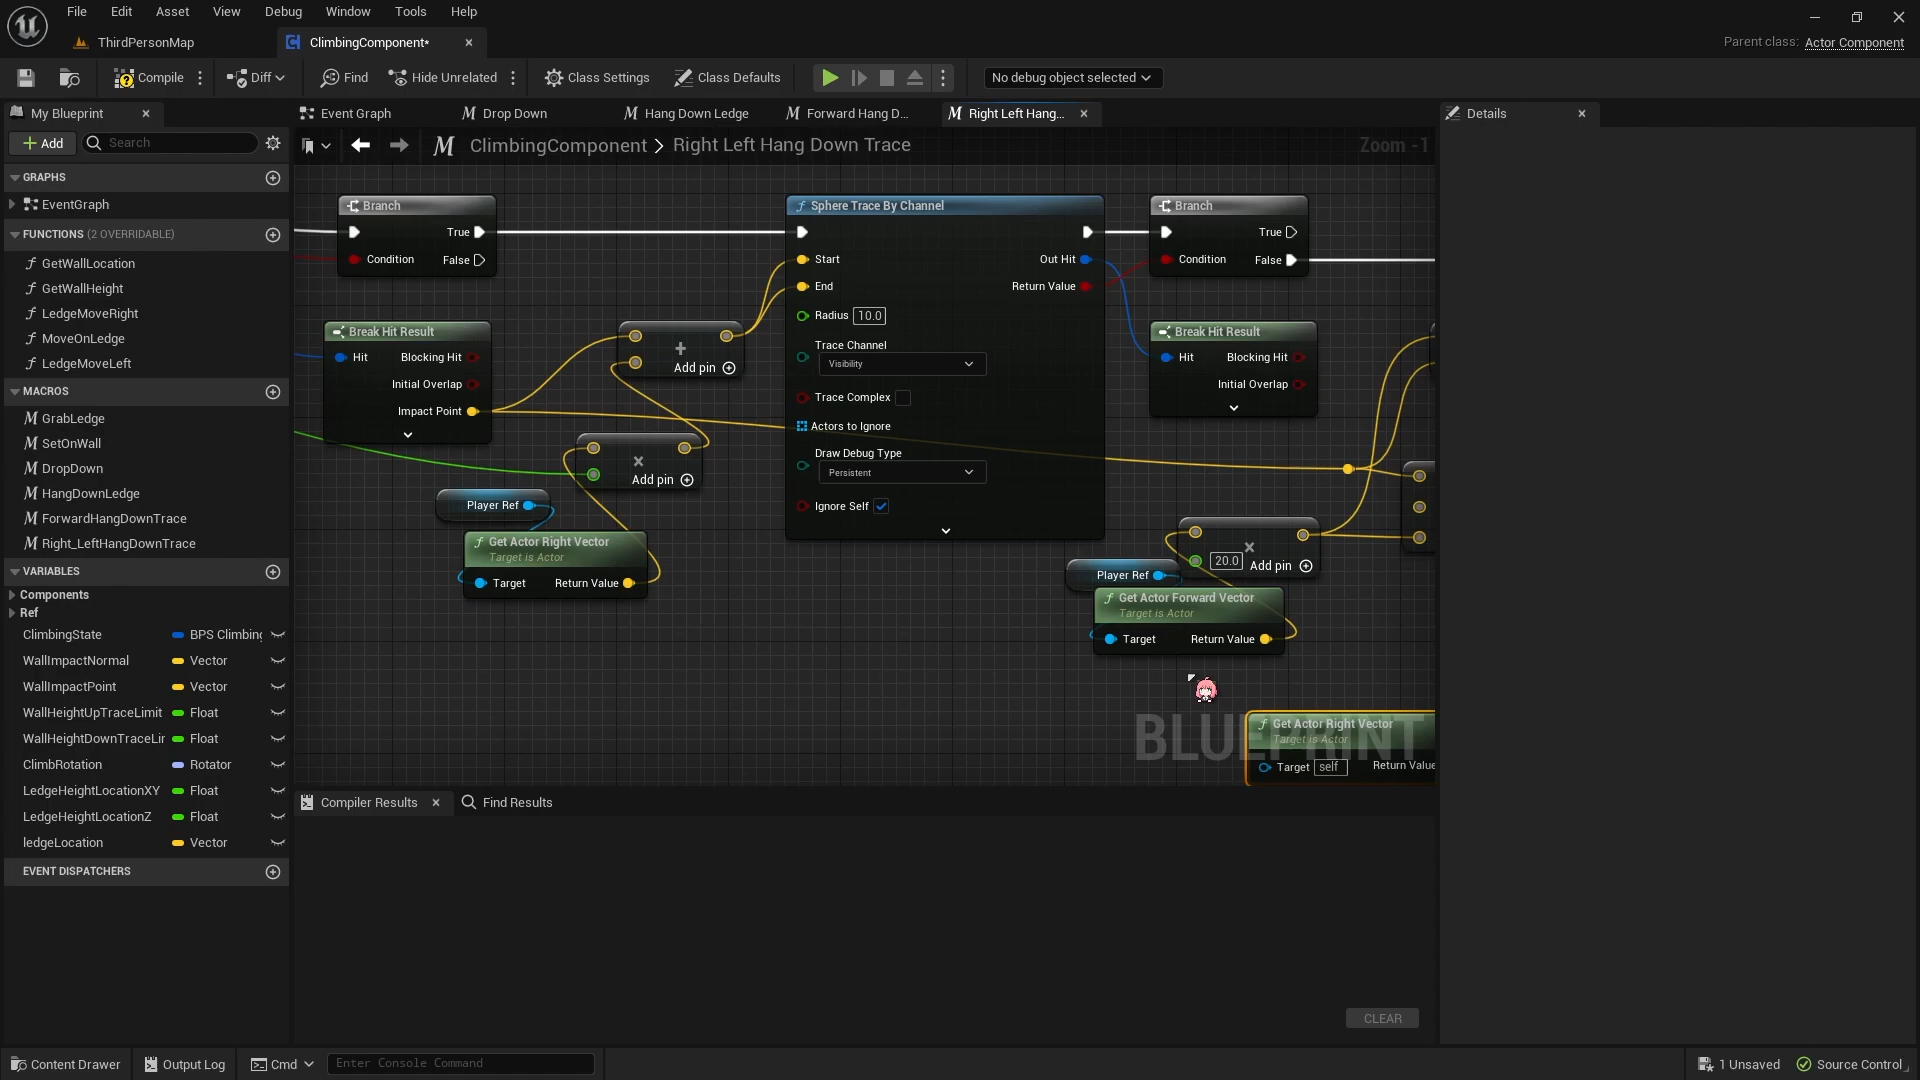 File Edit Asset View Debug Window Tools Help
ThirdPersonMap
ClimbingComponent*
Parent class: Actor Component
Compile
Diff
Find
Hide Unrelated
Class Settings
Class Defaults
No debug object selected
My Blueprint
Add
Search
GRAPHS
EventGraph
FUNCTIONS (2 OVERRIDABLE)
GetWallLocation
GetWallHeight
LedgeMoveRight
MoveOnLedge
LedgeMoveLeft
MACROS
GrabLedge
SetOnWall
DropDown
HangDownLedge
ForwardHangDownTrace
Right_LeftHangDownTrace
VARIABLES
Components
Ref
ClimbingState BPS Climbing
WallImpactNormal Vector
WallImpactPoint Vector
WallHeightUpTraceLimit Float
WallHeightDownTraceLir Float
ClimbRotation Rotator
LedgeHeightLocationXY Float
LedgeHeightLocationZ Float
ledgeLocation Vector
EVENT DISPATCHERS
Event Graph
Drop Down
Hang Down Ledge
Forward Hang D...
Right Left Hang...
ClimbingComponent > Right Left Hang Down Trace
Zoom -1
Branch
True
Condition False
Break Hit Result
Hit Blocking Hit
Initial Overlap
Impact Point
Add pin
Add pin
Player Ref
Get Actor Right Vector
Target is Actor
Target Return Value
Sphere Trace By Channel
Start Out Hit
End Return Value
Radius 10.0
Trace Channel
Visibility
Trace Complex
Actors to Ignore
Draw Debug Type
Persistent
Ignore Self
Branch
True
Condition False
Break Hit Result
Hit Blocking Hit
Initial Overlap
20.0 Add pin
Player Ref
Get Actor Forward Vector
Target is Actor
Target Return Value
BLUEPRINT
Get Actor Right Vector
Target is Actor
Target self Return Value
Details
Compiler Results
Find Results
CLEAR
Content Drawer
Output Log
Cmd
Enter Console Command
1 Unsaved
Source Control